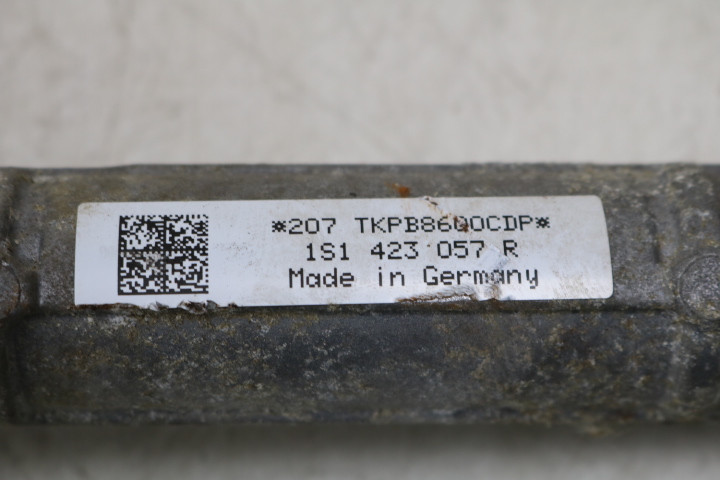 *207 TKPB8600CDP*
1S1 423 057 R
Made in Germany